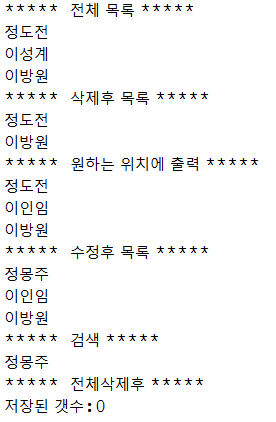 ***** 전체 목록 *****
정도전
이성계
이방원
***** 삭제후 목록 *****
정도전
이방원
***** 원하는 위치에 출력 *****
정도전
이인임
이방원
***** 수정후 목록 *****
정몽주
이인임
이방원
***** 검색 *****
정몽주
***** 전체삭제후 *****
저장된 갯수:0